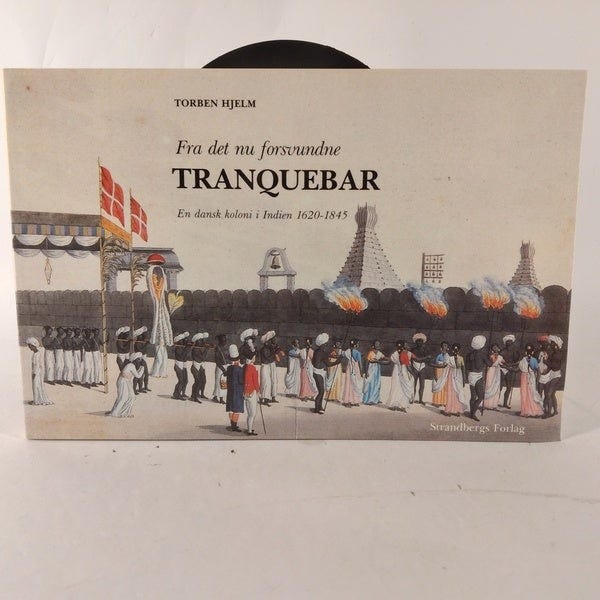 TORBEN HJELM
Fra det nu forsvundne
TRANQUEBAR
En dansk koloni i Indien 1620-1845
Strandbergs Forlag